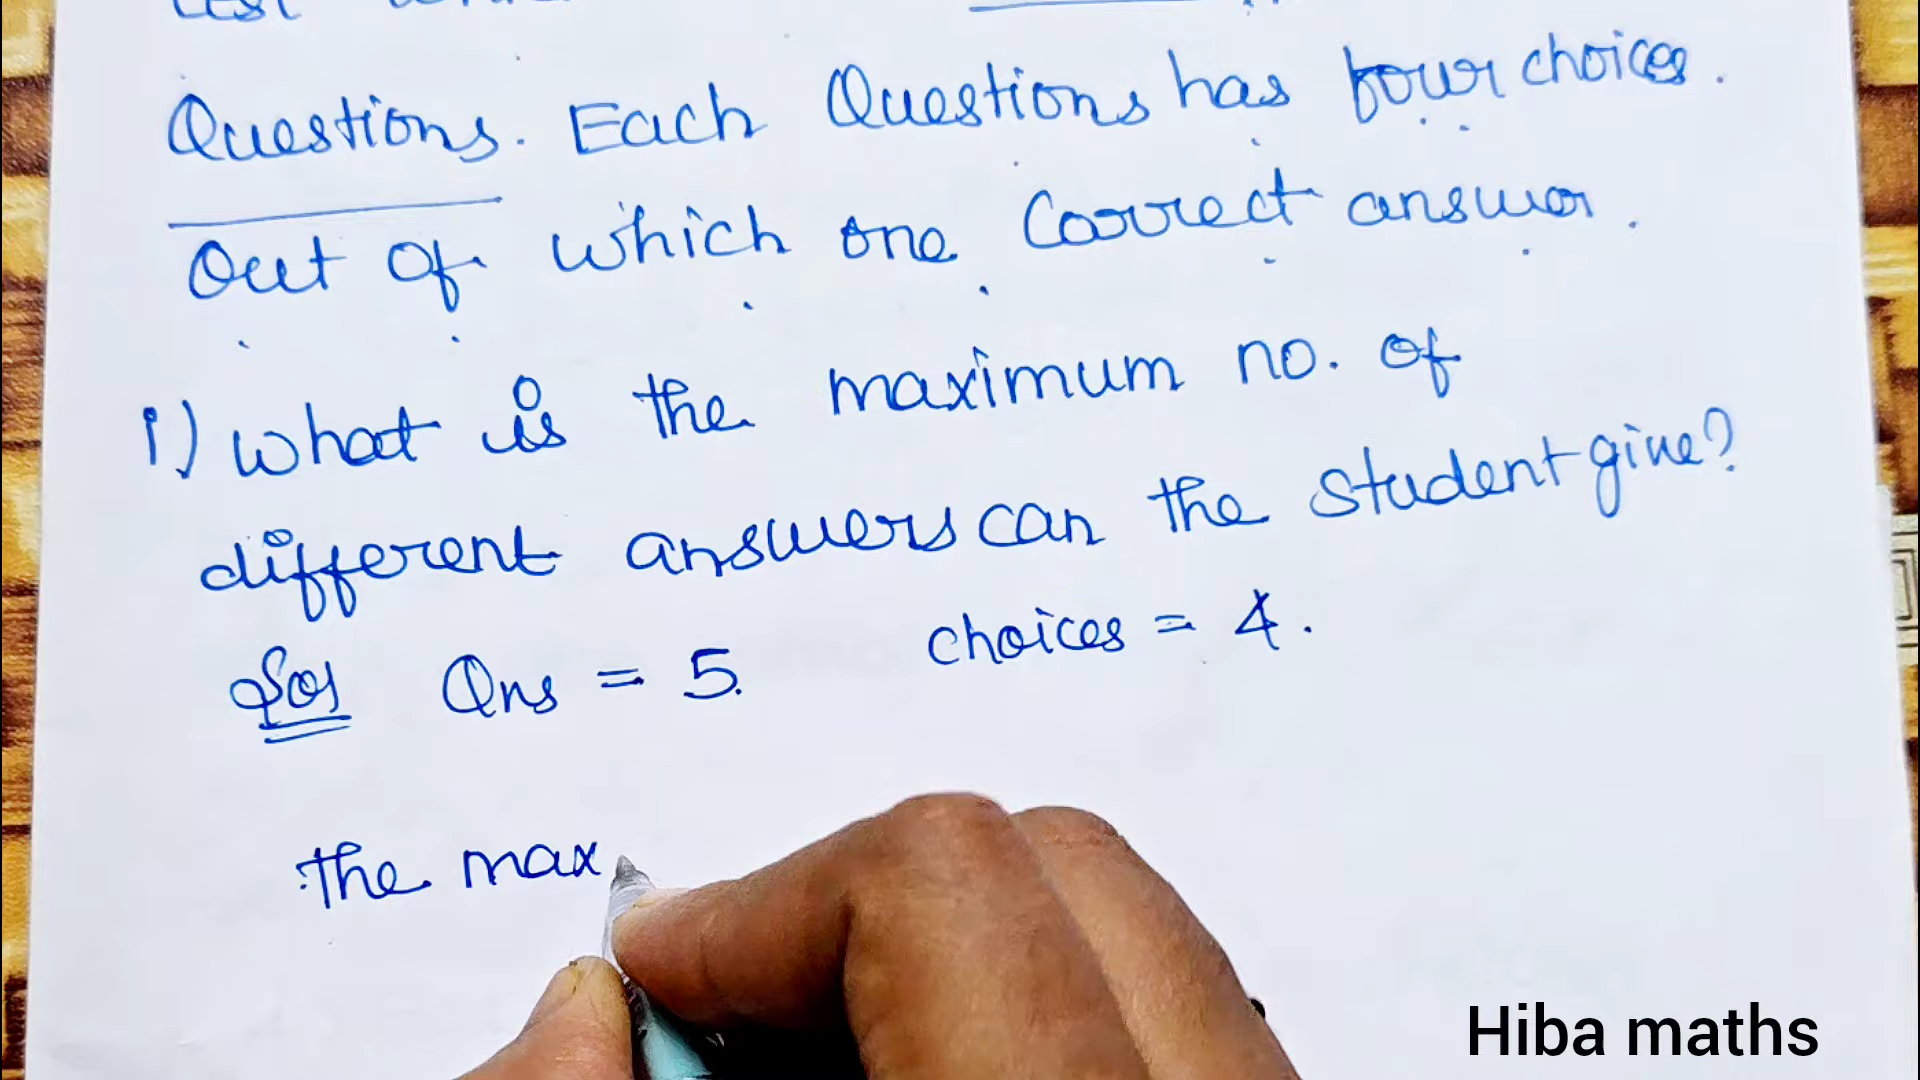 Questions. Each Questions has four choices.
Out of which one Correct answer.
i) what is the maximum no. of
different answers can the student give?
Sol Qns = 5. choices = 4.
The max
Hiba maths